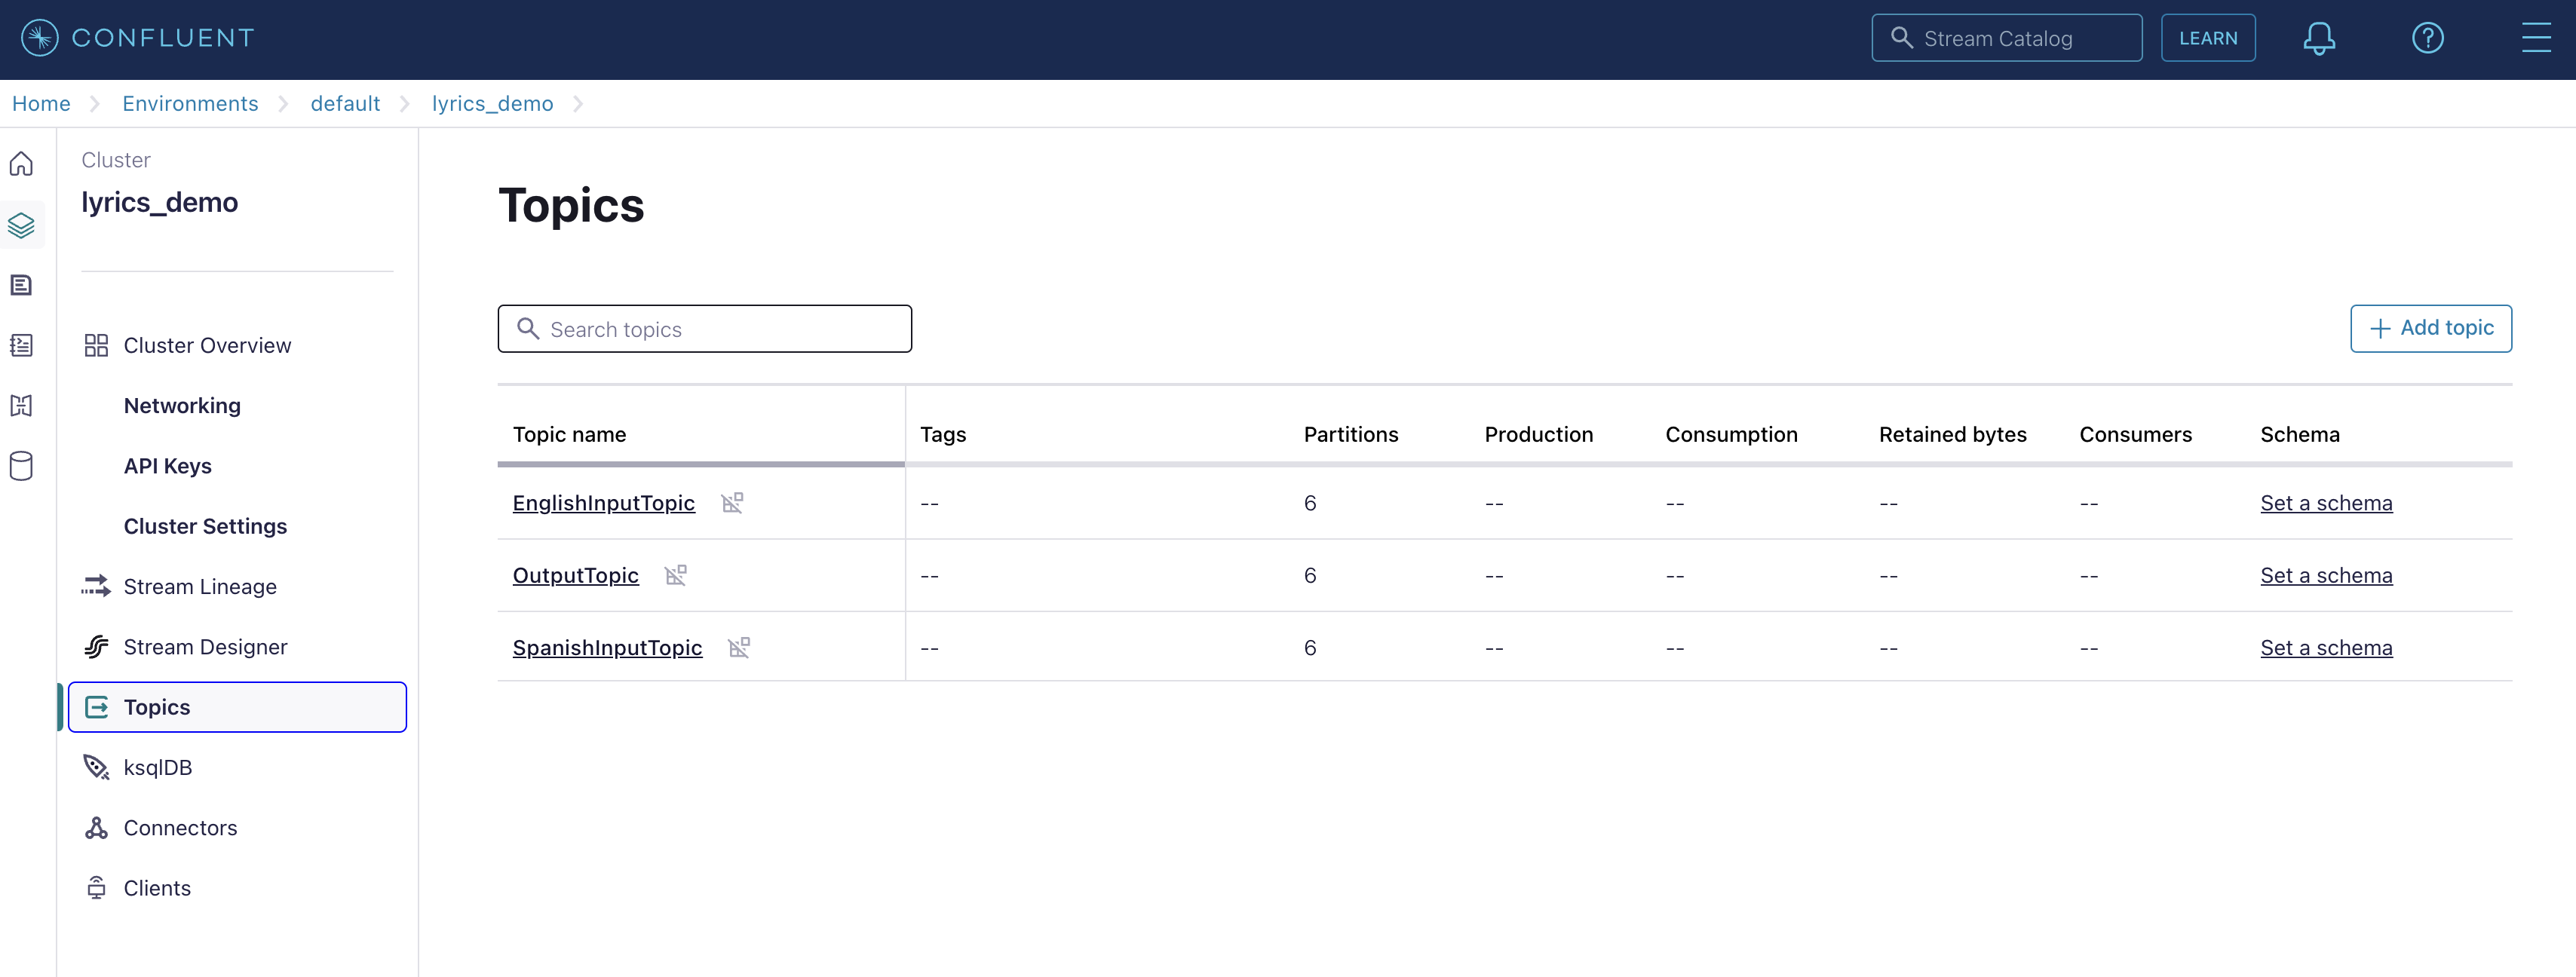 CONFLUENT
Stream Catalog
LEARN
Home
Environments
default
lyrics_demo
Cluster
lyrics_demo
Cluster Overview
Networking
API Keys
Cluster Settings
Stream Lineage
Stream Designer
Topics
ksqlDB
Connectors
Clients
Topics
Search topics
Add topic
Topic name Tags Partitions Production Consumption Retained bytes Consumers Schema
EnglishInputTopic -- 6 -- -- -- -- Set a schema
OutputTopic -- 6 -- -- -- -- Set a schema
SpanishInputTopic -- 6 -- -- -- -- Set a schema